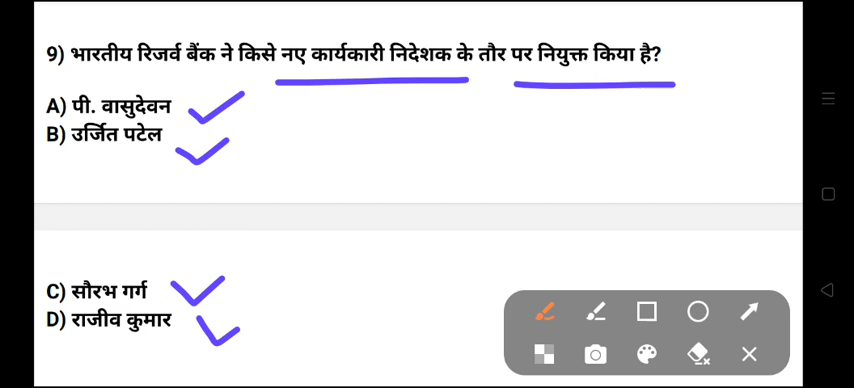 9) भारतीय रिजर्व बैंक ने किसे नए कार्यकारी निदेशक के तौर पर नियुक्त किया है?
A) पी. वासुदेवन
B) उर्जित पटेल
C) सौरभ गर्ग
D) राजीव कुमार